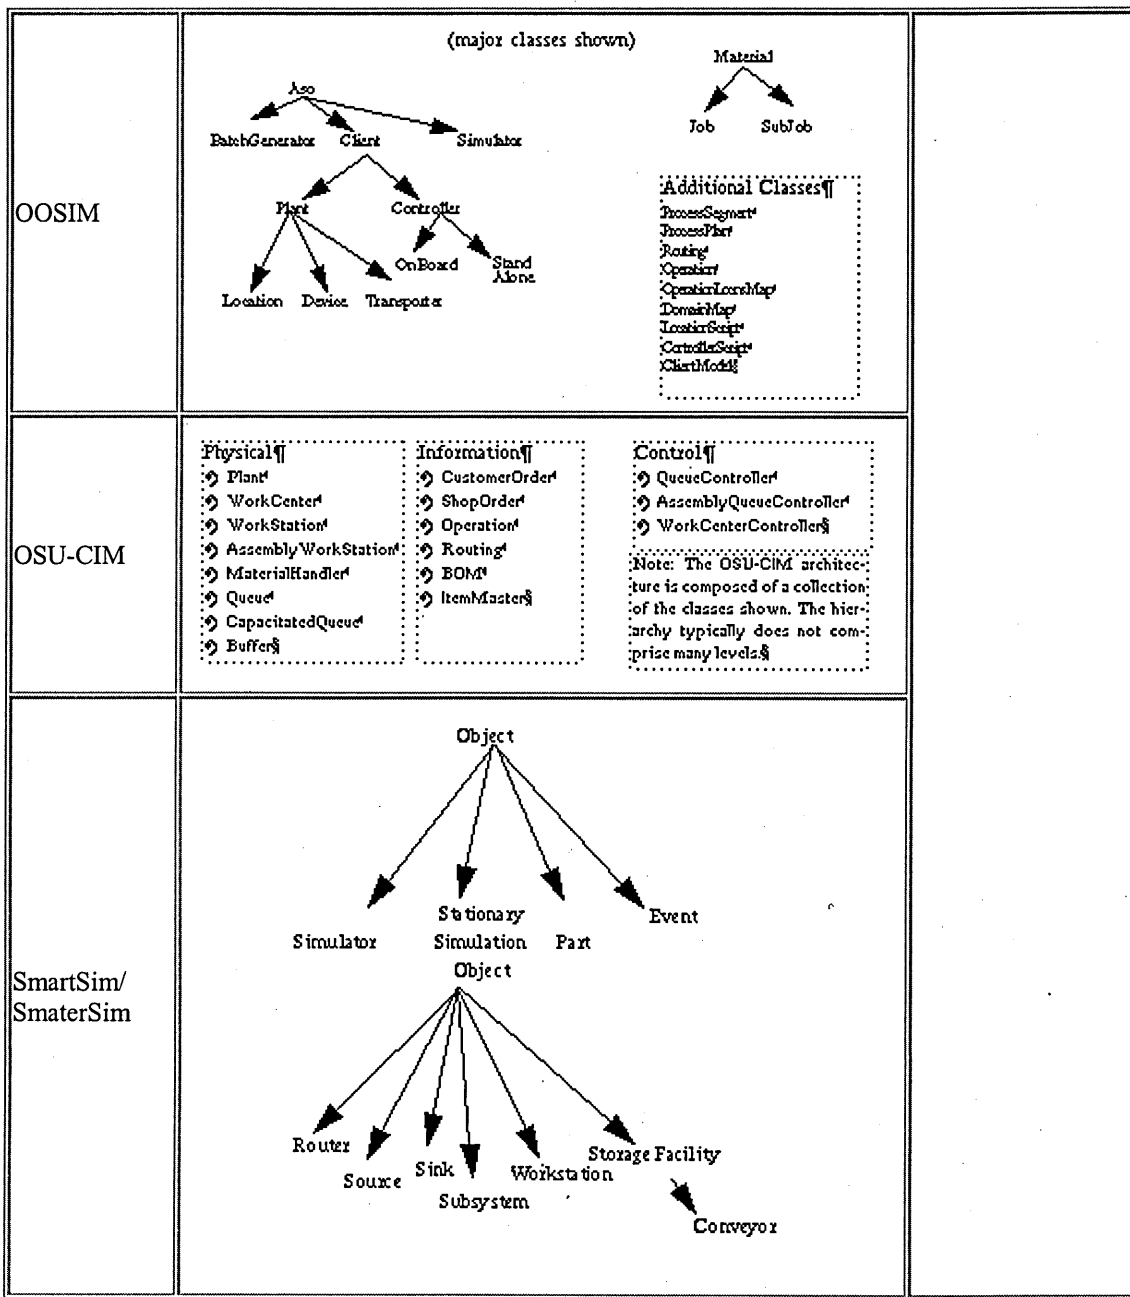 (major classes shown)
Aso
BatchGenerator
Client
Simulator
Plant
Controller
OnBoard
Stand
Alone
Location
Device
Transporter
Material
Job
SubJob
Additional Classes¶
ProcessSegment
ProcessPlan
Routing
Operation
OperationLocnsMap
DomainMap
LocationScript
ControllerScript
ClientModel§
OOSIM
OSU-CIM
Physical¶
Plant
WorkCenter
WorkStation
AssemblyWorkStation
MaterialHandler
Queue
CapacitatedQueue
Buffer§
Information¶
CustomerOrder
ShopOrder
Operation
Routing
BOM
ItemMaster§
Control¶
QueueController
AssemblyQueueController
WorkCenterController§
Note: The OSU-CIM architec-
ture is composed of a collection
of the classes shown. The hier-
archy typically does not com-
prise many levels.§
SmartSim/
SmaterSim
Object
Simulator
Stationary
Simulation
Object
Part
Event
Router
Source
Sink
Subsystem
Workstation
Storage Facility
Conveyor